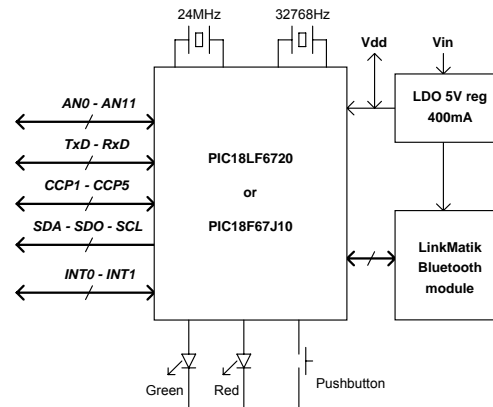 24MHz
32768Hz
Vdd
Vin
LDO 5V reg
400mA
AN0 - AN11
TxD - RxD
CCP1 - CCP5
SDA - SDO - SCL
INT0 - INT1
PIC18LF6720
or
PIC18F67J10
LinkMatik
Bluetooth
module
Green
Red
Pushbutton